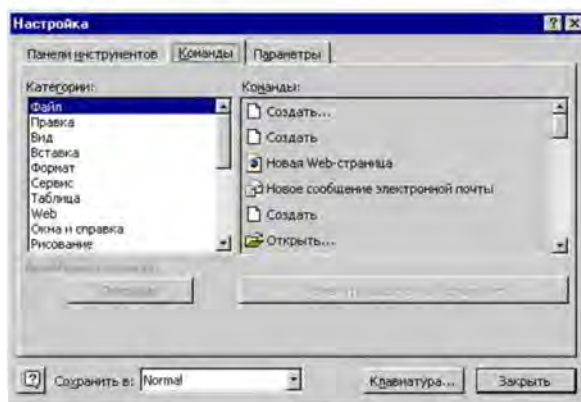 Настройка
Панели инструментов Команды Параметры
Категории: Команды:
Файл
Правка
Вид
Вставка
Формат
Сервис
Таблица
Web
Окна и справка
Рисование
Создать...
Создать
Новая Web-страница
Новое сообщение электронной почты
Создать
Открыть...
Сохранить в: Normal Клавиатура... Закрыть